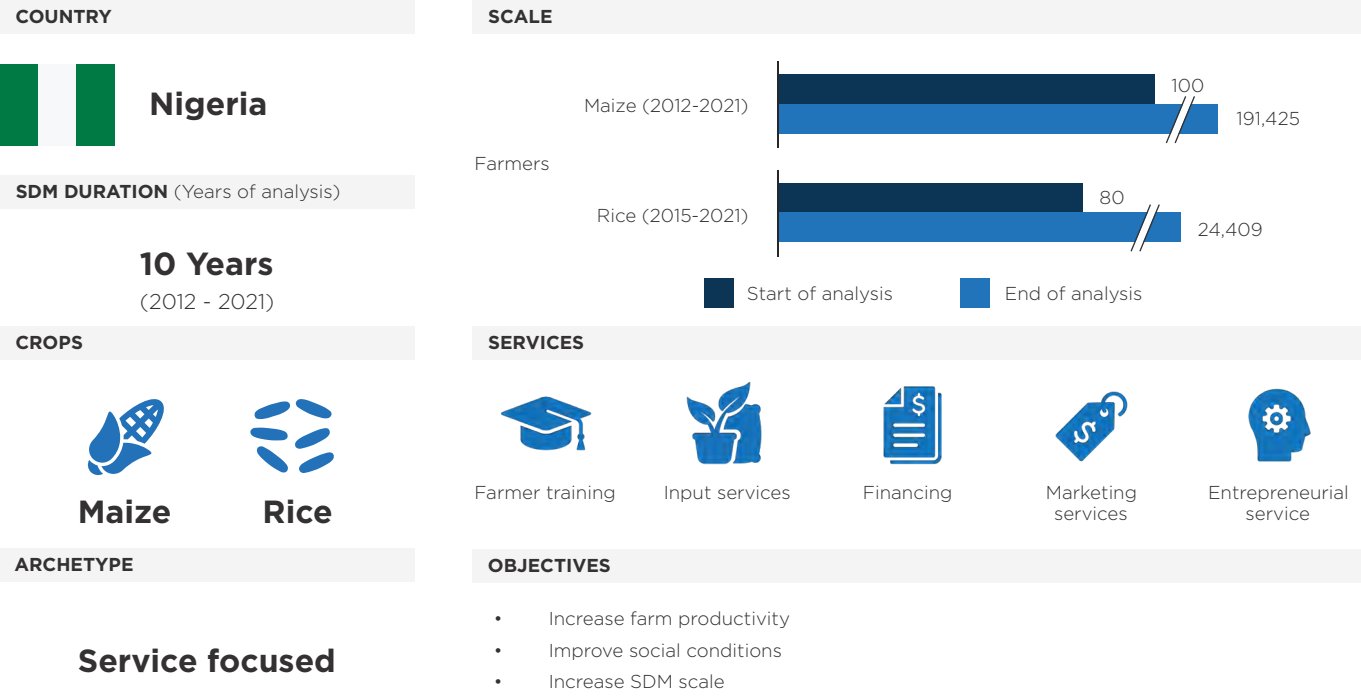 COUNTRY
Nigeria
SDM DURATION (Years of analysis)
10 Years
(2012 - 2021)
CROPS
Maize
Rice
ARCHETYPE
Service focused
SCALE
Farmers
Maize (2012-2021)
100
191,425
Rice (2015-2021)
80
24,409
Start of analysis
End of analysis
SERVICES
Farmer training
Input services
$
Financing
$
Marketing
services
Entrepreneurial
service
OBJECTIVES
• Increase farm productivity
• Improve social conditions
• Increase SDM scale